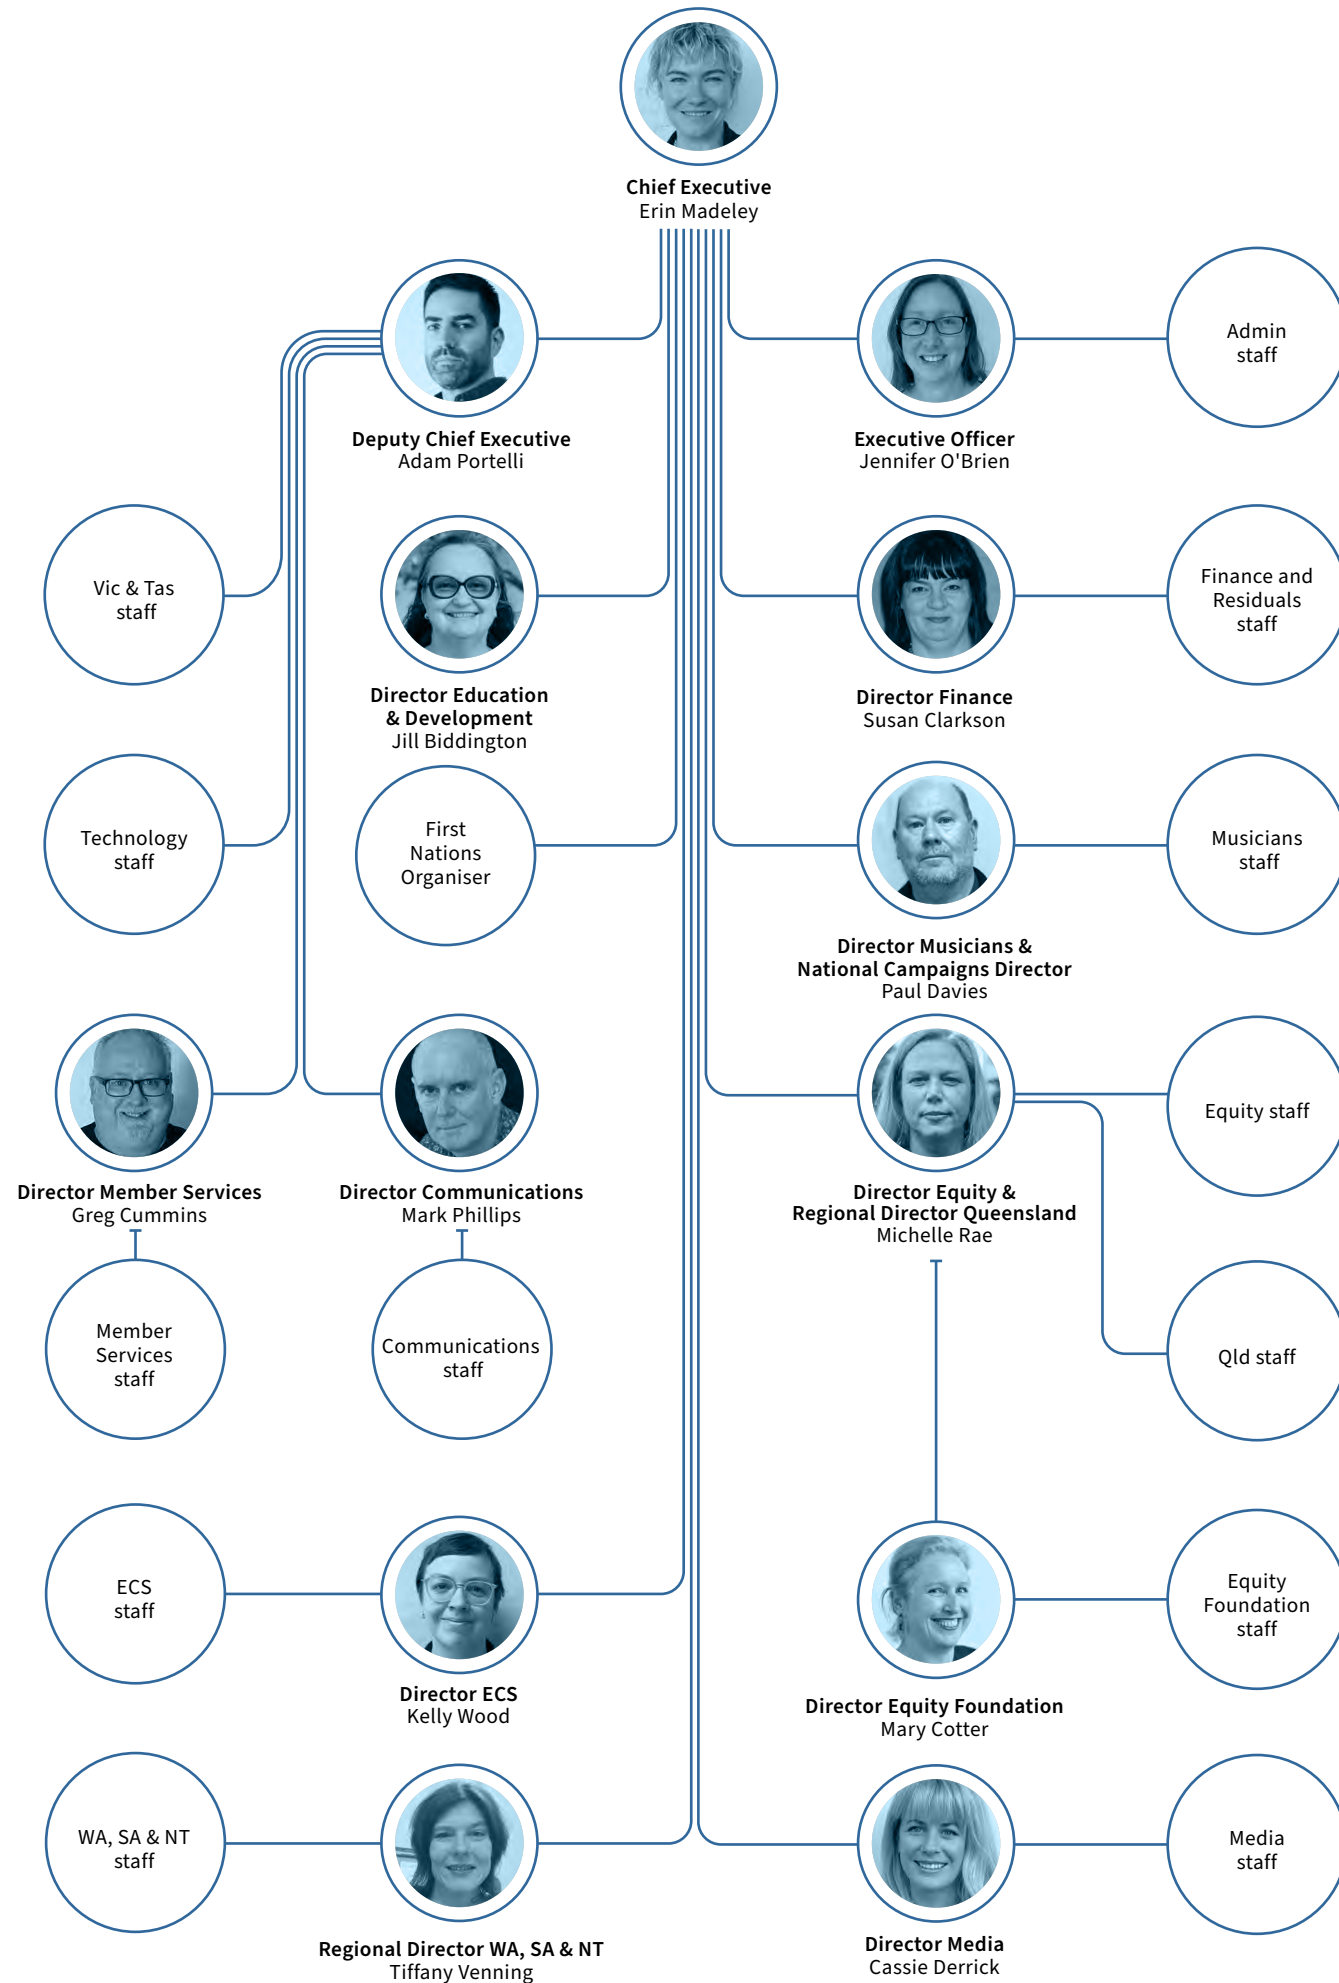 Chief Executive
Erin Madeley
Deputy Chief Executive
Adam Portelli
Executive Officer
Jennifer O'Brien
Admin
staff
Vic & Tas
staff
Director Education
& Development
Jill Biddington
Director Finance
Susan Clarkson
Finance and
Residuals
staff
Technology
staff
First
Nations
Organiser
Director Musicians &
National Campaigns Director
Paul Davies
Musicians
staff
Director Member Services
Greg Cummins
Director Communications
Mark Phillips
Director Equity &
Regional Director Queensland
Michelle Rae
Equity staff
Member
Services
staff
Communications
staff
Qld staff
ECS
staff
Director ECS
Kelly Wood
Director Equity Foundation
Mary Cotter
Equity
Foundation
staff
WA, SA & NT
staff
Regional Director WA, SA & NT
Tiffany Venning
Director Media
Cassie Derrick
Media
staff